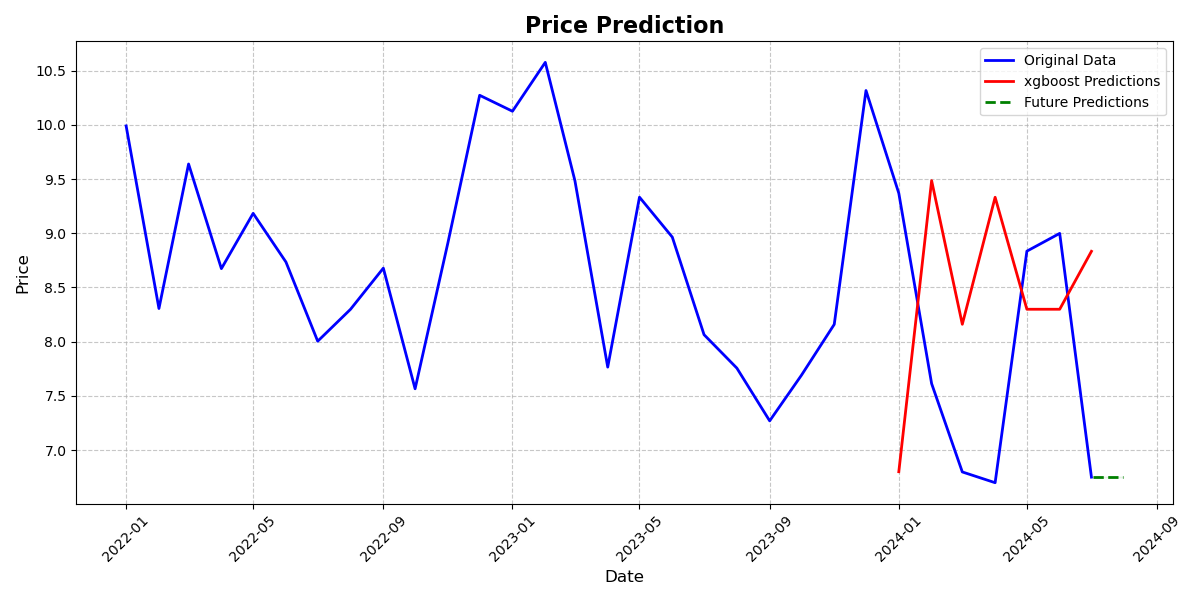 Price Prediction
Original Data
xgboost Predictions
Future Predictions
Price
10.5
10.0
9.5
9.0
8.5
8.0
7.5
7.0
2022-01
2022-05
2022-09
2023-01
2023-05
2023-09
2024-01
2024-05
2024-09
Date